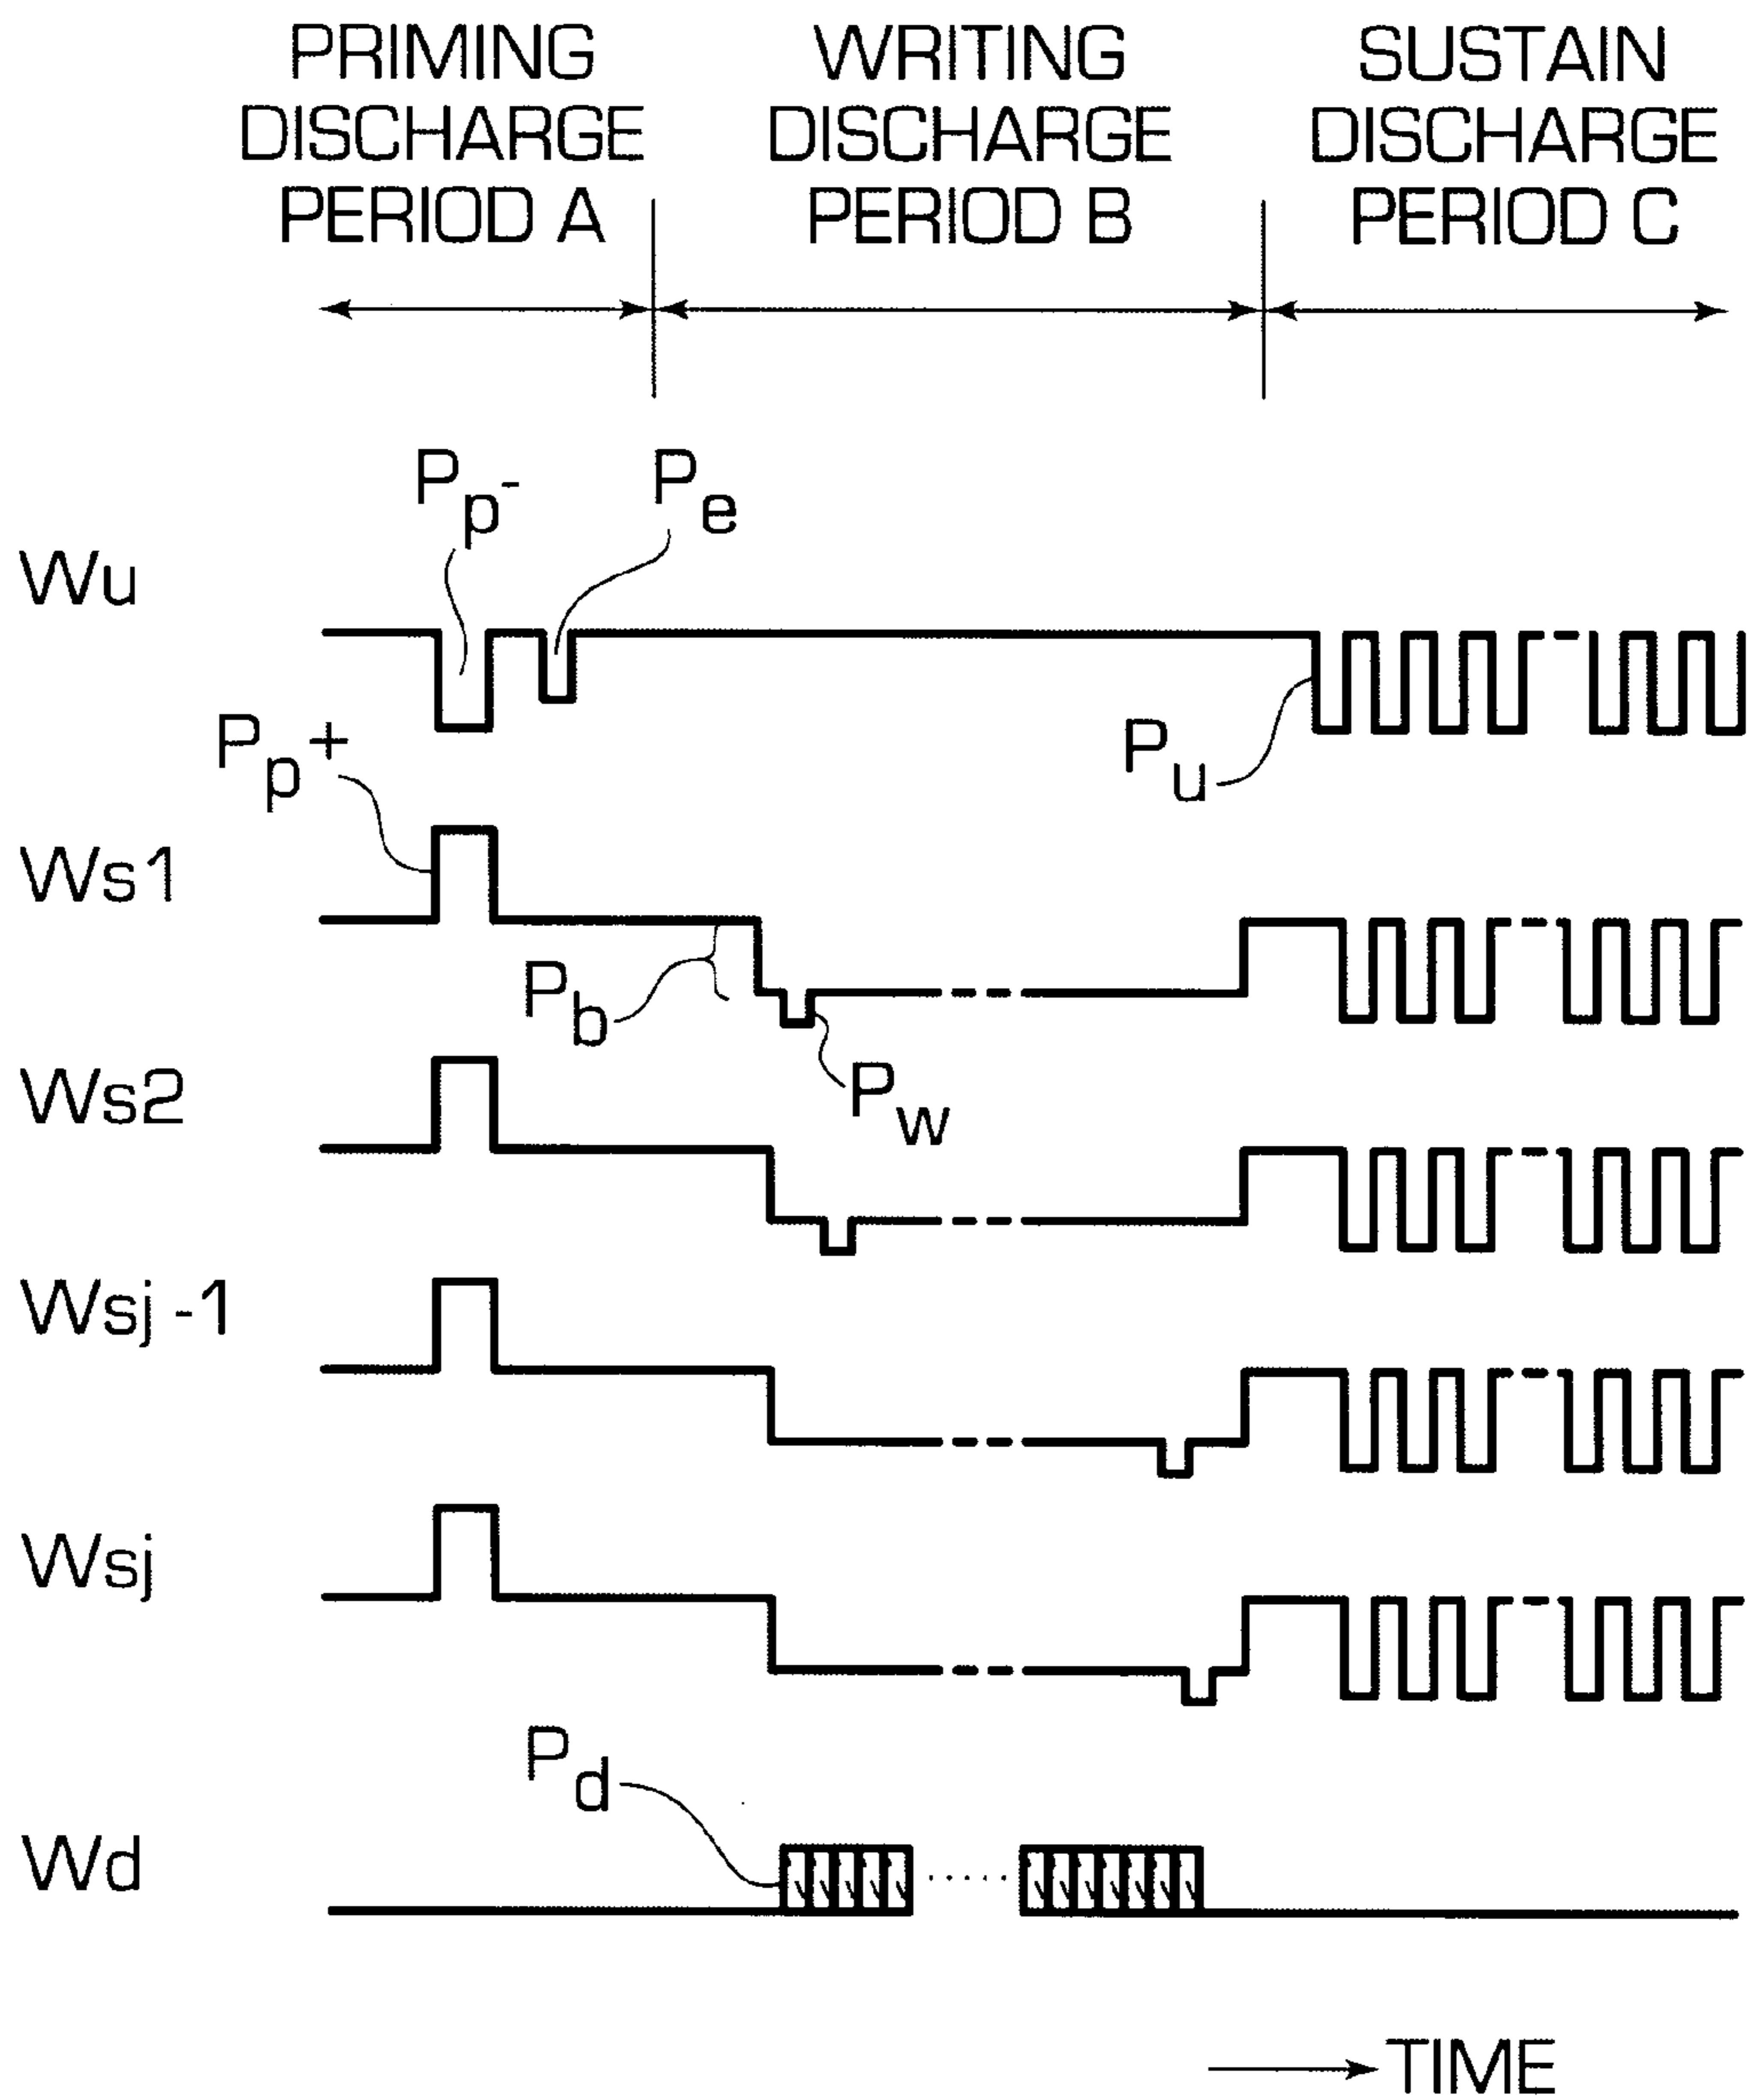 PRIMING
DISCHARGE
PERIOD A
WRITING
DISCHARGE
PERIOD B
SUSTAIN
DISCHARGE
PERIOD C
Pp-
Pe
Wu
Pp+
Pu
Ws1
Pb
Pw
Ws2
Wsj-1
Wsj
Pd
Wd
TIME